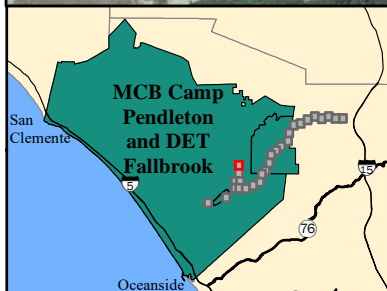 MCB Camp
Pendleton
and DET
Fallbrook
San
Clemente
5
15
76
Oceanside